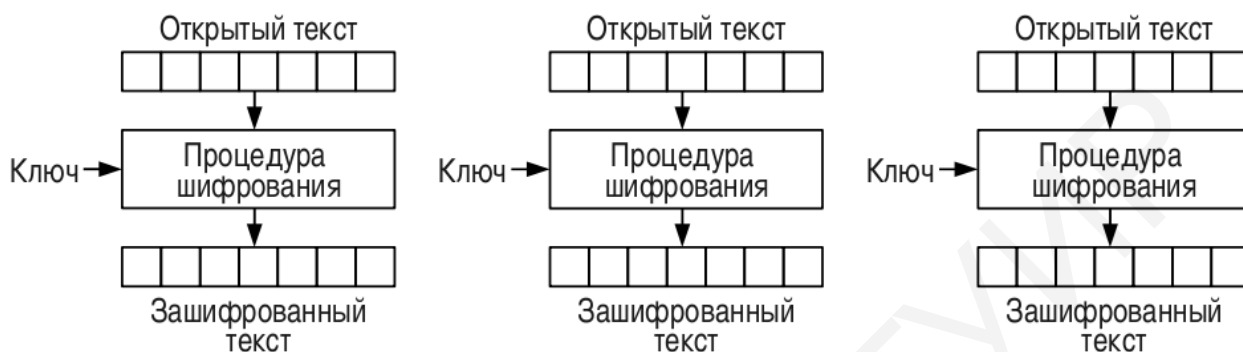 Открытый текст
Открытый текст
Открытый текст
Ключ
Процедура
шифрования
Ключ
Процедура
шифрования
Ключ
Процедура
шифрования
Зашифрованный
текст
Зашифрованный
текст
Зашифрованный
текст